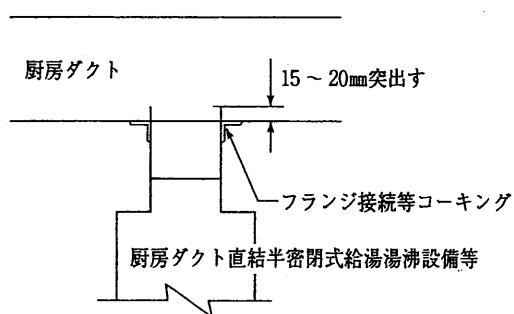 厨房ダクト
15～20㎜突出す
フランジ接続等コーキング
厨房ダクト直結半密閉式給湯湯沸設備等